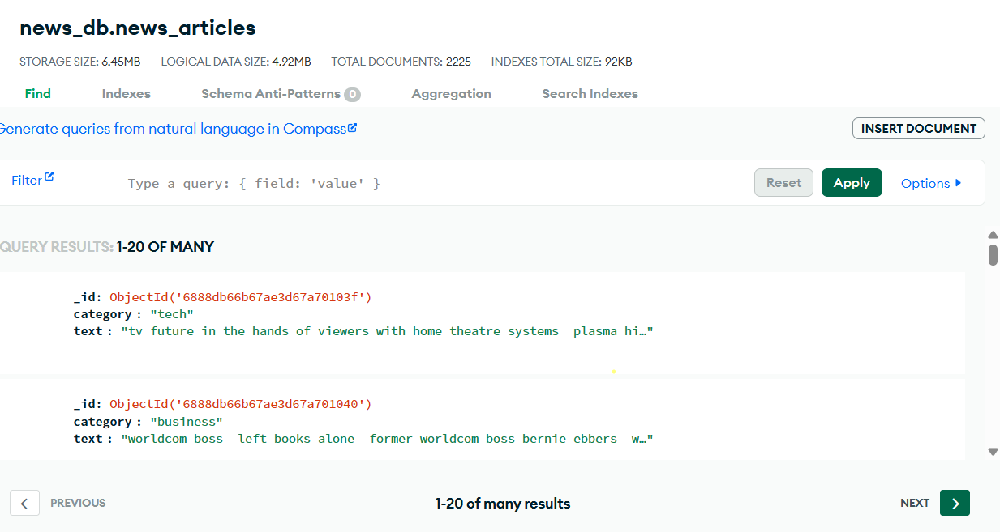 news_db.news_articles
STORAGE SIZE: 6.45MB LOGICAL DATA SIZE: 4.92MB TOTAL DOCUMENTS: 2225 INDEXES TOTAL SIZE: 92KB
Find Indexes Schema Anti-Patterns 0 Aggregation Search Indexes
Generate queries from natural language in Compass
INSERT DOCUMENT
Filter Type a query: { field: 'value' } Reset Apply Options
QUERY RESULTS: 1-20 OF MANY
_id: ObjectId('6888db66b67ae3d67a70103f')
category : "tech"
text : "tv future in the hands of viewers with home theatre systems  plasma hi…"
_id: ObjectId('6888db66b67ae3d67a701040')
category : "business"
text : "worldcom boss  left books alone  former worldcom boss bernie ebbers  w…"
PREVIOUS 1-20 of many results NEXT